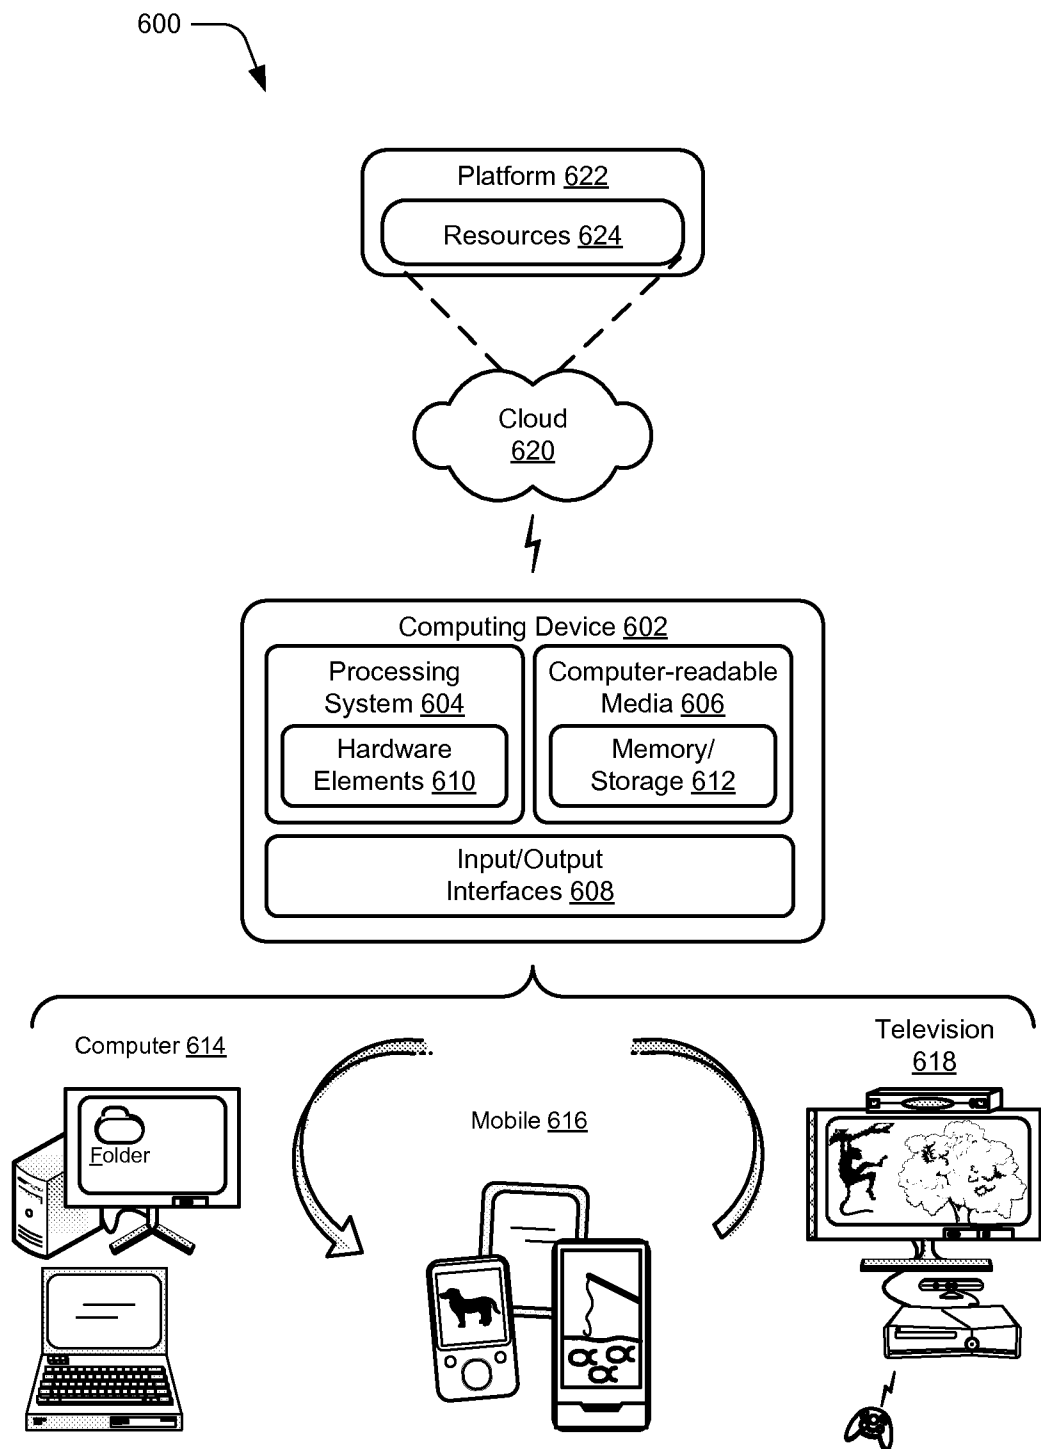 600
Platform 622
Resources 624
Cloud
620
Computing Device 602
Processing
System 604
Computer-readable
Media 606
Hardware
Elements 610
Memory/
Storage 612
Input/Output
Interfaces 608
Computer 614
Television
618
Mobile 616
Folder